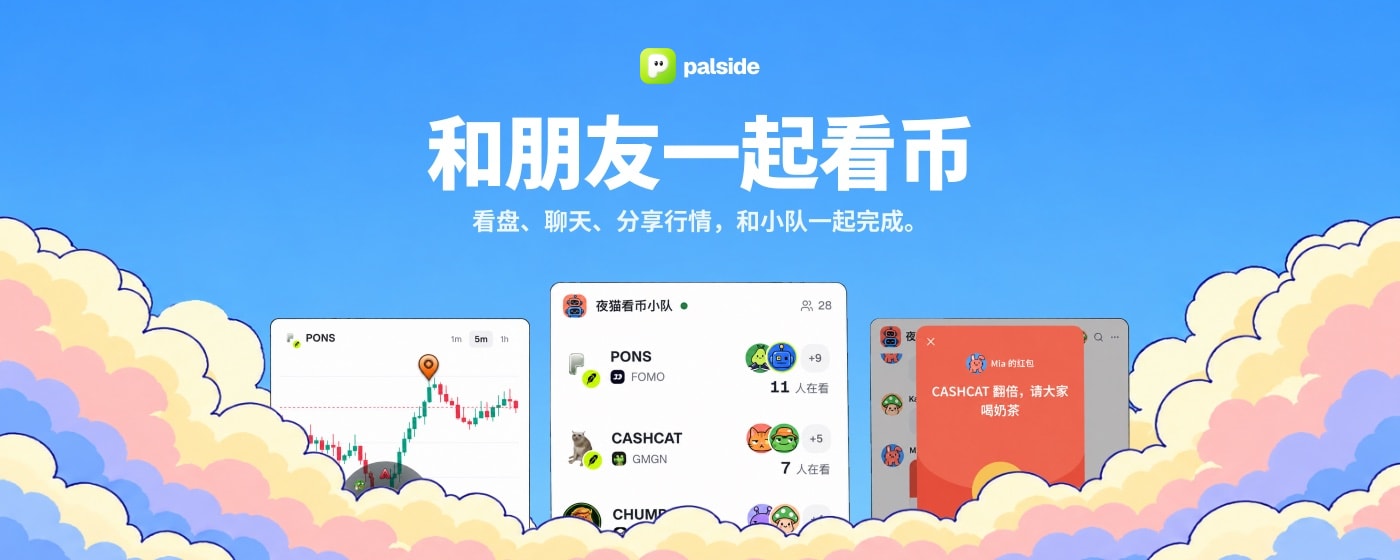 palside
和朋友一起看币
看盘、聊天、分享行情，和小队一起完成。
PONS
1m 5m 1h
夜猫看币小队
28
PONS
FOMO
+9
11 人在看
CASHCAT
GMGN
+5
7 人在看
CHUMP
夜
Mia 的红包
CASHCAT 翻倍，请大家
喝奶茶
Ka
M